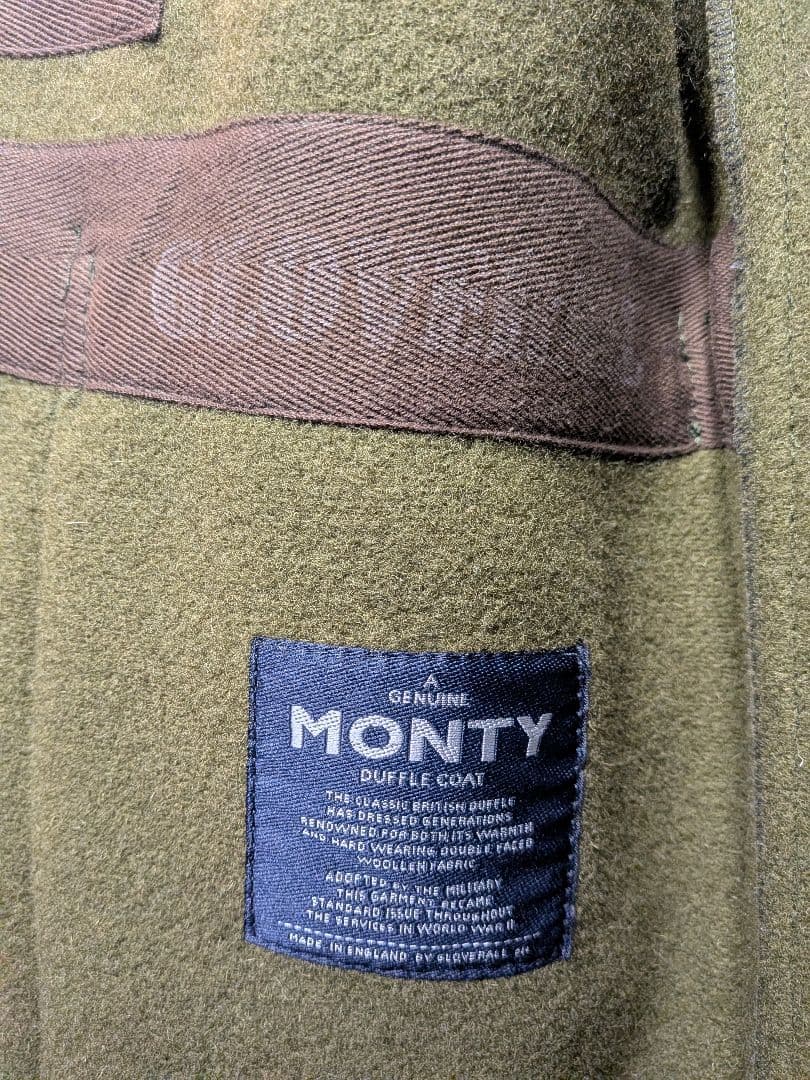 GLOVERALL
A
GENUINE
MONTY
DUFFLE COAT
THE CLASSIC BRITISH DUFFLE
HAS DRESSED GENERATIONS
RENOWNED FOR BOTH ITS WARMTH
AND HARD WEARING DOUBLE FACED
WOOLLEN FABRIC
ADOPTED BY THE MILITARY
THIS GARMENT BECAME
STANDARD ISSUE THROUGHOUT
THE SERVICES IN WORLD WAR II
MADE IN ENGLAND BY GLOVERALL